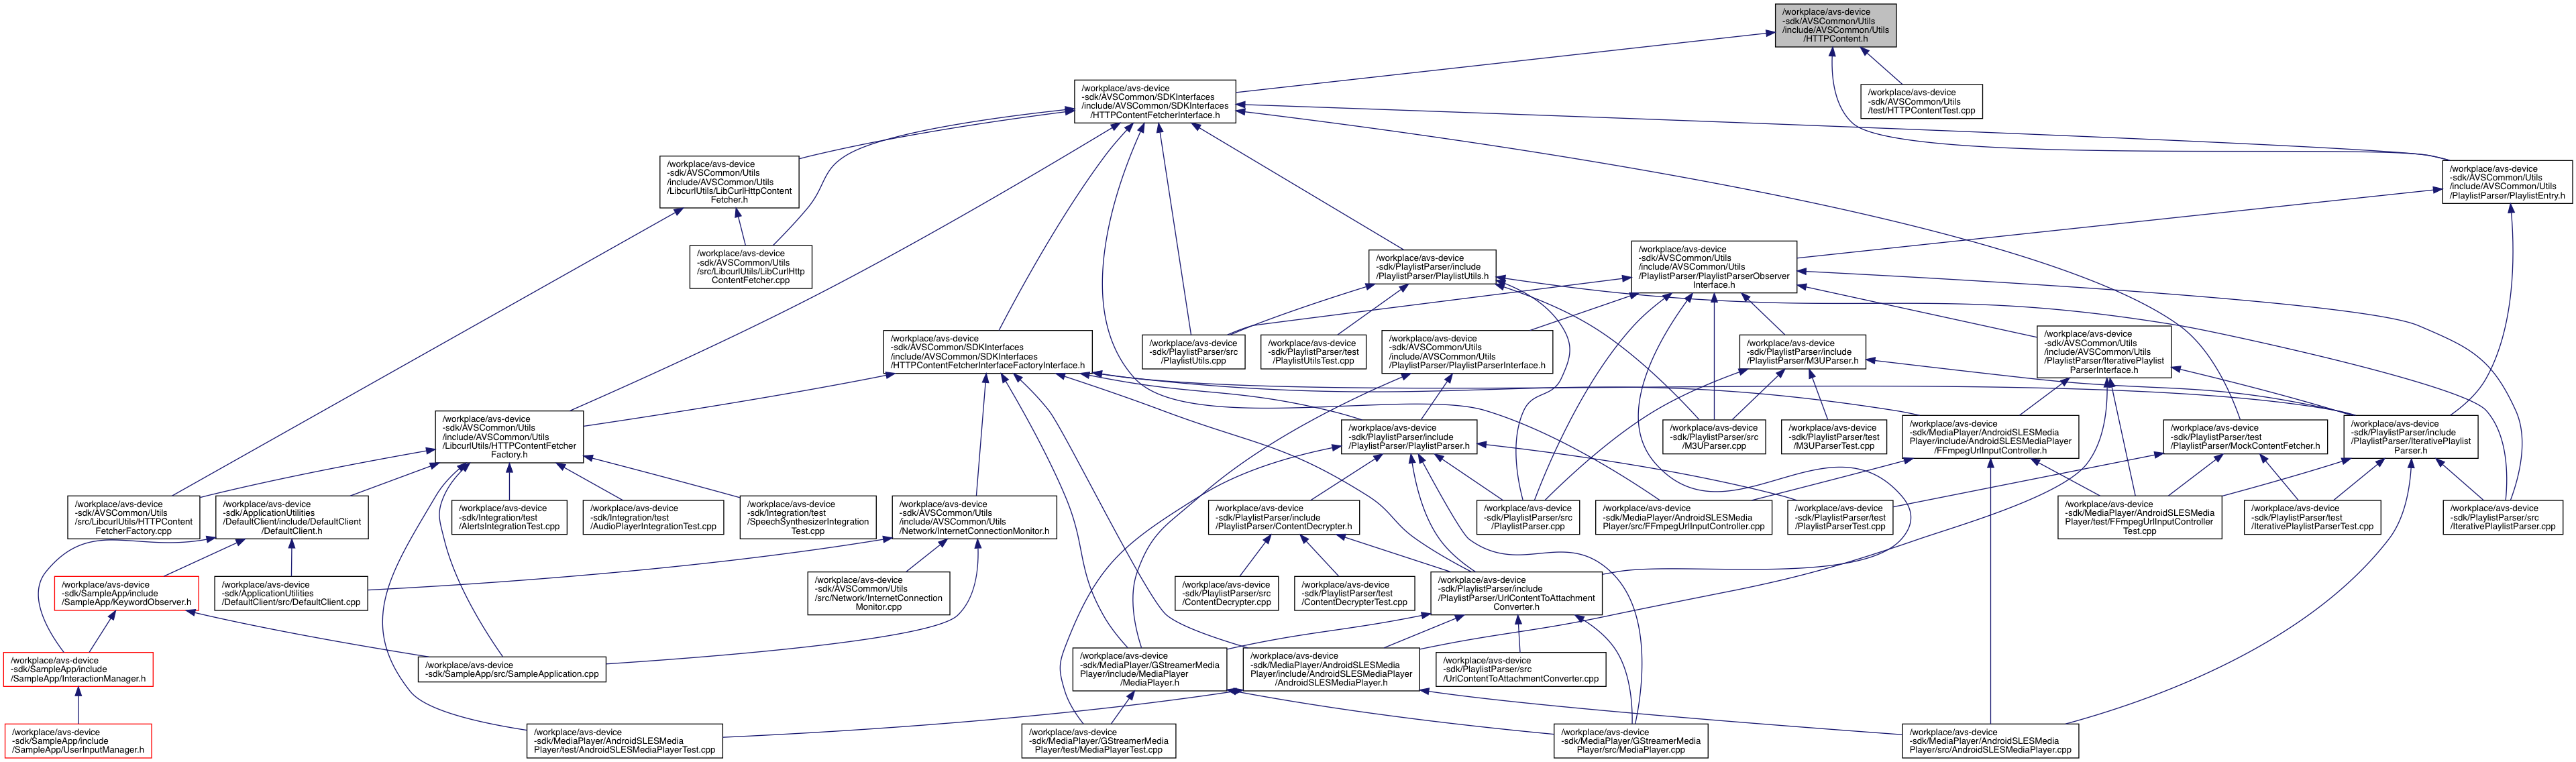 /workplace/avs-device
-sdk/AVSCommon/Utils
/include/AVSCommon/Utils
/HTTPContent.h
/workplace/avs-device
-sdk/AVSCommon/SDKInterfaces
/include/AVSCommon/SDKInterfaces
/HTTPContentFetcherInterface.h
/workplace/avs-device
-sdk/AVSCommon/Utils
/test/HTTPContentTest.cpp
/workplace/avs-device
-sdk/AVSCommon/Utils
/include/AVSCommon/Utils
/LibcurlUtils/LibCurlHttpContent
Fetcher.h
/workplace/avs-device
-sdk/AVSCommon/Utils
/include/AVSCommon/Utils
/PlaylistParser/PlaylistEntry.h
/workplace/avs-device
-sdk/AVSCommon/Utils
/src/LibcurlUtils/LibCurlHttp
ContentFetcher.cpp
/workplace/avs-device
-sdk/PlaylistParser/include
/PlaylistParser/PlaylistUtils.h
/workplace/avs-device
-sdk/AVSCommon/Utils
/include/AVSCommon/Utils
/PlaylistParser/PlaylistParserObserver
Interface.h
/workplace/avs-device
-sdk/AVSCommon/SDKInterfaces
/include/AVSCommon/SDKInterfaces
/HTTPContentFetcherInterfaceFactoryInterface.h
/workplace/avs-device
-sdk/PlaylistParser/src
/PlaylistUtils.cpp
/workplace/avs-device
-sdk/PlaylistParser/test
/PlaylistUtilsTest.cpp
/workplace/avs-device
-sdk/AVSCommon/Utils
/include/AVSCommon/Utils
/PlaylistParser/PlaylistParserInterface.h
/workplace/avs-device
-sdk/PlaylistParser/include
/PlaylistParser/M3UParser.h
/workplace/avs-device
-sdk/AVSCommon/Utils
/include/AVSCommon/Utils
/PlaylistParser/IterativePlaylist
ParserInterface.h
/workplace/avs-device
-sdk/AVSCommon/Utils
/include/AVSCommon/Utils
/LibcurlUtils/HTTPContentFetcher
Factory.h
/workplace/avs-device
-sdk/PlaylistParser/include
/PlaylistParser/PlaylistParser.h
/workplace/avs-device
-sdk/PlaylistParser/src
/M3UParser.cpp
/workplace/avs-device
-sdk/PlaylistParser/test
/M3UParserTest.cpp
/workplace/avs-device
-sdk/MediaPlayer/AndroidSLESMedia
Player/include/AndroidSLESMediaPlayer
/FFmpegUrlInputController.h
/workplace/avs-device
-sdk/PlaylistParser/test
/PlaylistParser/MockContentFetcher.h
/workplace/avs-device
-sdk/PlaylistParser/include
/PlaylistParser/IterativePlaylist
Parser.h
/workplace/avs-device
-sdk/AVSCommon/Utils
/src/LibcurlUtils/HTTPContent
FetcherFactory.cpp
/workplace/avs-device
-sdk/ApplicationUtilities
/DefaultClient/include/DefaultClient
/DefaultClient.h
/workplace/avs-device
-sdk/Integration/test
/AlertsIntegrationTest.cpp
/workplace/avs-device
-sdk/Integration/test
/AudioPlayerIntegrationTest.cpp
/workplace/avs-device
-sdk/Integration/test
/SpeechSynthesizerIntegration
Test.cpp
/workplace/avs-device
-sdk/AVSCommon/Utils
/include/AVSCommon/Utils
/Network/InternetConnectionMonitor.h
/workplace/avs-device
-sdk/PlaylistParser/include
/PlaylistParser/ContentDecrypter.h
/workplace/avs-device
-sdk/PlaylistParser/src
/PlaylistParser.cpp
/workplace/avs-device
-sdk/MediaPlayer/AndroidSLESMedia
Player/src/FFmpegUrlInputController.cpp
/workplace/avs-device
-sdk/PlaylistParser/test
/PlaylistParserTest.cpp
/workplace/avs-device
-sdk/MediaPlayer/AndroidSLESMedia
Player/test/FFmpegUrlInputController
Test.cpp
/workplace/avs-device
-sdk/PlaylistParser/test
/IterativePlaylistParserTest.cpp
/workplace/avs-device
-sdk/PlaylistParser/src
/IterativePlaylistParser.cpp
/workplace/avs-device
-sdk/SampleApp/include
/SampleApp/KeywordObserver.h
/workplace/avs-device
-sdk/ApplicationUtilities
/DefaultClient/src/DefaultClient.cpp
/workplace/avs-device
-sdk/AVSCommon/Utils
/src/Network/InternetConnection
Monitor.cpp
/workplace/avs-device
-sdk/PlaylistParser/src
/ContentDecrypter.cpp
/workplace/avs-device
-sdk/PlaylistParser/test
/ContentDecrypterTest.cpp
/workplace/avs-device
-sdk/PlaylistParser/include
/PlaylistParser/UrlContentToAttachment
Converter.h
/workplace/avs-device
-sdk/SampleApp/include
/SampleApp/InteractionManager.h
/workplace/avs-device
-sdk/SampleApp/src/SampleApplication.cpp
/workplace/avs-device
-sdk/MediaPlayer/GStreamerMedia
Player/include/MediaPlayer
/MediaPlayer.h
/workplace/avs-device
-sdk/MediaPlayer/AndroidSLESMedia
Player/include/AndroidSLESMediaPlayer
/AndroidSLESMediaPlayer.h
/workplace/avs-device
-sdk/PlaylistParser/src
/UrlContentToAttachmentConverter.cpp
/workplace/avs-device
-sdk/SampleApp/include
/SampleApp/UserInputManager.h
/workplace/avs-device
-sdk/MediaPlayer/AndroidSLESMedia
Player/test/AndroidSLESMediaPlayerTest.cpp
/workplace/avs-device
-sdk/MediaPlayer/GStreamerMedia
Player/test/MediaPlayerTest.cpp
/workplace/avs-device
-sdk/MediaPlayer/GStreamerMedia
Player/src/MediaPlayer.cpp
/workplace/avs-device
-sdk/MediaPlayer/AndroidSLESMedia
Player/src/AndroidSLESMediaPlayer.cpp